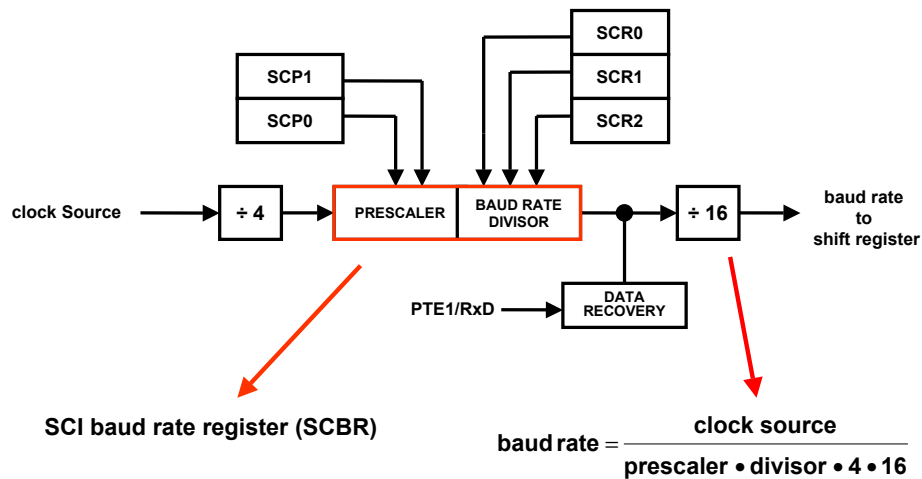 SCR0
SCP1
SCR1
SCP0
SCR2
clock Source
÷ 4
PRESCALER
BAUD RATE
DIVISOR
÷ 16
baud rate
to
shift register
PTE1/RxD
DATA
RECOVERY
SCI baud rate register (SCBR)
baud rate = clock source
prescaler • divisor • 4 • 16